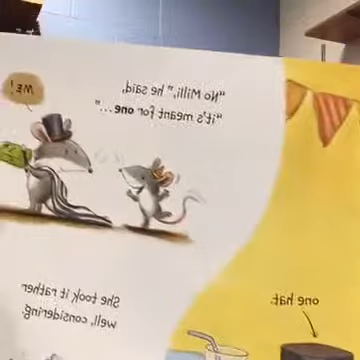 "No Milli," he said,
"it's meant for one..."
ME!
She took it rather
well, considering
one hat.